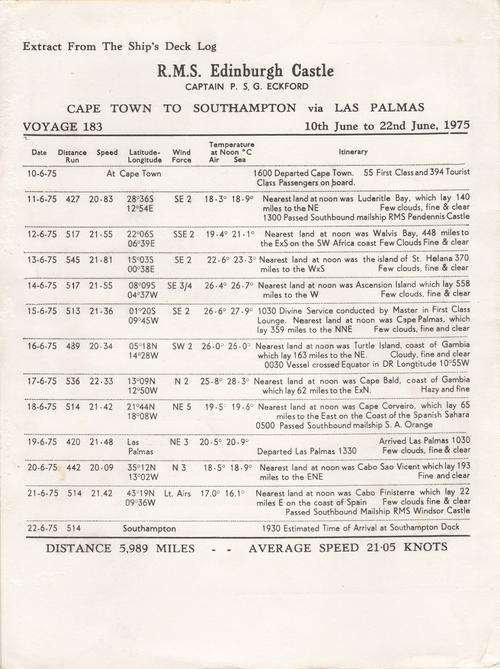 Extract From The Ship's Deck Log
R.M.S. Edinburgh Castle
CAPTAIN P. S. G. ECKFORD
CAPE TOWN TO SOUTHAMPTON via LAS PALMAS
VOYAGE 183 10th June to 22nd June, 1975
Date Distance Run Speed Latitude-Longitude Wind Force Temperature at Noon °C Air Sea Itinerary
10-6-75 At Cape Town 1600 Departed Cape Town. 55 First Class and 394 Tourist
Class Passengers on board.
11-6-75 427 20·83 28°36S SE 2 18·3° 18·9° Nearest land at noon was Luderitle Bay, which lay 140
12°54E miles to the NE Few clouds, fine & clear
1300 Passed Southbound mailship RMS Pendennis Castle
12-6-75 517 21·55 22°06S SSE 2 19·4° 21·1° Nearest land at noon was Walvis Bay, 448 miles to
06°39E the ExS on the SW Africa coast Few Clouds Fine & clear
13-6-75 545 21·81 15°03S SE 2 22·6° 23·3° Nearest land at noon was the island of St. Helana 370
00°38E miles to the WxS Few clouds, fine & clear
14-6-75 517 21·55 08°09S SE 3/4 26·4° 26·7° Nearest land at noon was Ascension Island which lay 558
04°37W miles to the W Few clouds, fine & clear
15-6-75 513 21·36 01°20S SE 2 26·6° 27·9° 1030 Divine Service conducted by Master in First Class
09°45W Lounge. Nearest land at noon was Cape Palmas, which
lay 359 miles to the NNE Few clouds, fine & clear
16-6-75 489 20·34 05°18N SW 2 26·0° 26·0° Nearest land at noon was Turtle Island, coast of Gambia
14°28W which lay 163 miles to the NE. Cloudy, fine and clear
0030 Vessel crossed Equator in DR Longtitude 10°55W
17-6-75 536 22·33 13°09N N 2 25·8° 28·3° Nearest land at noon was Cape Bald, coast of Gambia
12°50W which lay 62 miles to the ExN. Hazy and fine
18-6-75 514 21·42 21°44N NE 5 19·5° 19·6° Nearest land at noon was Cape Corveiro, which lay 65
18°08W miles to the East on the Coast of the Spanish Sahara
0500 Passed Southbound mailship S. A. Orange
19-6-75 420 21·48 Las NE 3 20·5° 20·9° Arrived Las Palmas 1030
Palmas Departed Las Palmas 1330 Few clouds, fine & clear
20-6-75 442 20·09 35°12N N 3 18·5° 18·9° Nearest land at noon was Cabo Sao Vicent which lay 193
13°02W miles to the ENE Fine and clear
21-6-75 514 21.42 43°19N Lt. Airs 17.0° 16.1° Nearest land at noon was Cabo Finisterre which lay 22
09°36W miles E on the coast of Spain Few clouds fine & clear
Passed Southbound Mailship RMS Windsor Castle
22-6-75 514 Southampton 1930 Estimated Time of Arrival at Southampton Dock
DISTANCE 5,989 MILES - - AVERAGE SPEED 21·05 KNOTS